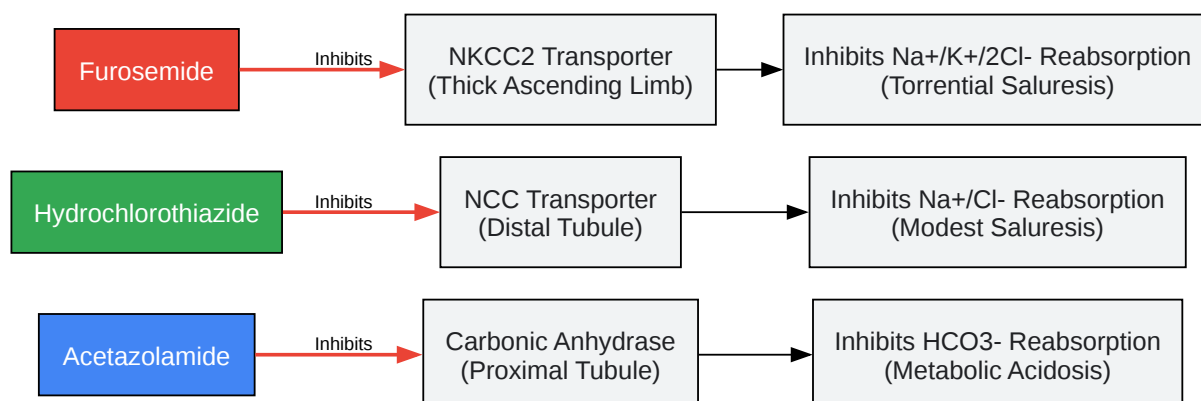 Furosemide
Inhibits
NKCC2 Transporter
(Thick Ascending Limb)
Inhibits Na+/K+/2Cl- Reabsorption
(Torrential Saluresis)
Hydrochlorothiazide
Inhibits
NCC Transporter
(Distal Tubule)
Inhibits Na+/Cl- Reabsorption
(Modest Saluresis)
Acetazolamide
Inhibits
Carbonic Anhydrase
(Proximal Tubule)
Inhibits HCO3- Reabsorption
(Metabolic Acidosis)